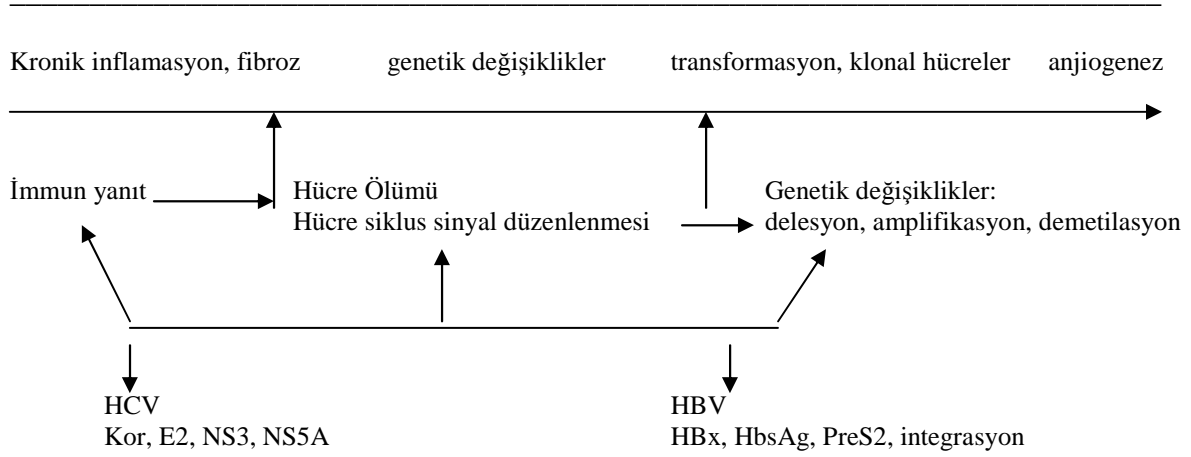 Kronik inflamasyon, fibroz genetik değişiklikler transformasyon, klonal hücreler anjiogenez
İmmun yanıt Hücre Ölümü Genetik değişiklikler:
Hücre siklus sinyal düzenlenmesi delesyon, amplifikasyon, demetilasyon
HCV HBV
Kor, E2, NS3, NS5A HBx, HbsAg, PreS2, integrasyon